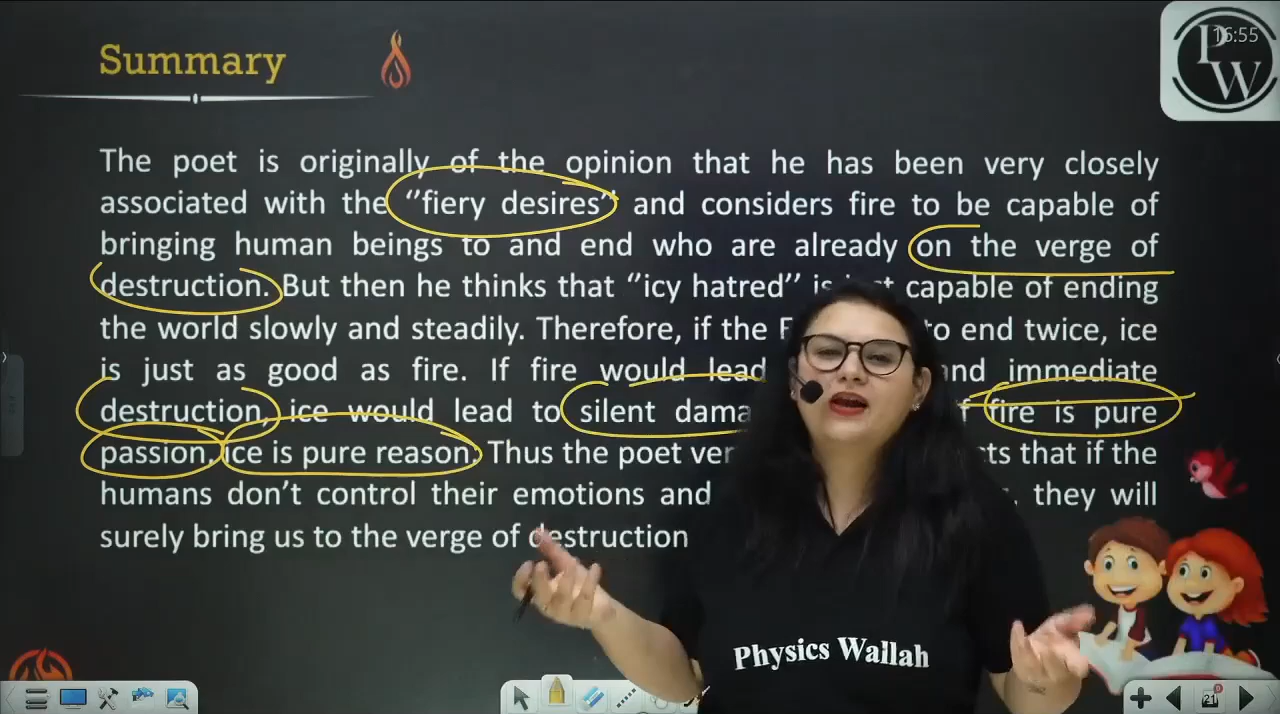 Summary
16:55
PW
The poet is originally of the opinion that he has been very closely
associated with the ‘‘fiery desires’’ and considers fire to be capable of
bringing human beings to and end who are already on the verge of
destruction. But then he thinks that ‘‘icy hatred’’ is just capable of ending
the world slowly and steadily. Therefore, if the to end twice, ice
is just as good as fire. If fire would lead and immediate
destruction, ice would lead to silent fire is pure
passion, ice is pure reason. Thus the poet that if the
humans don’t control their emotions and they will
surely bring us to the verge of destruction
Physics Wallah
21